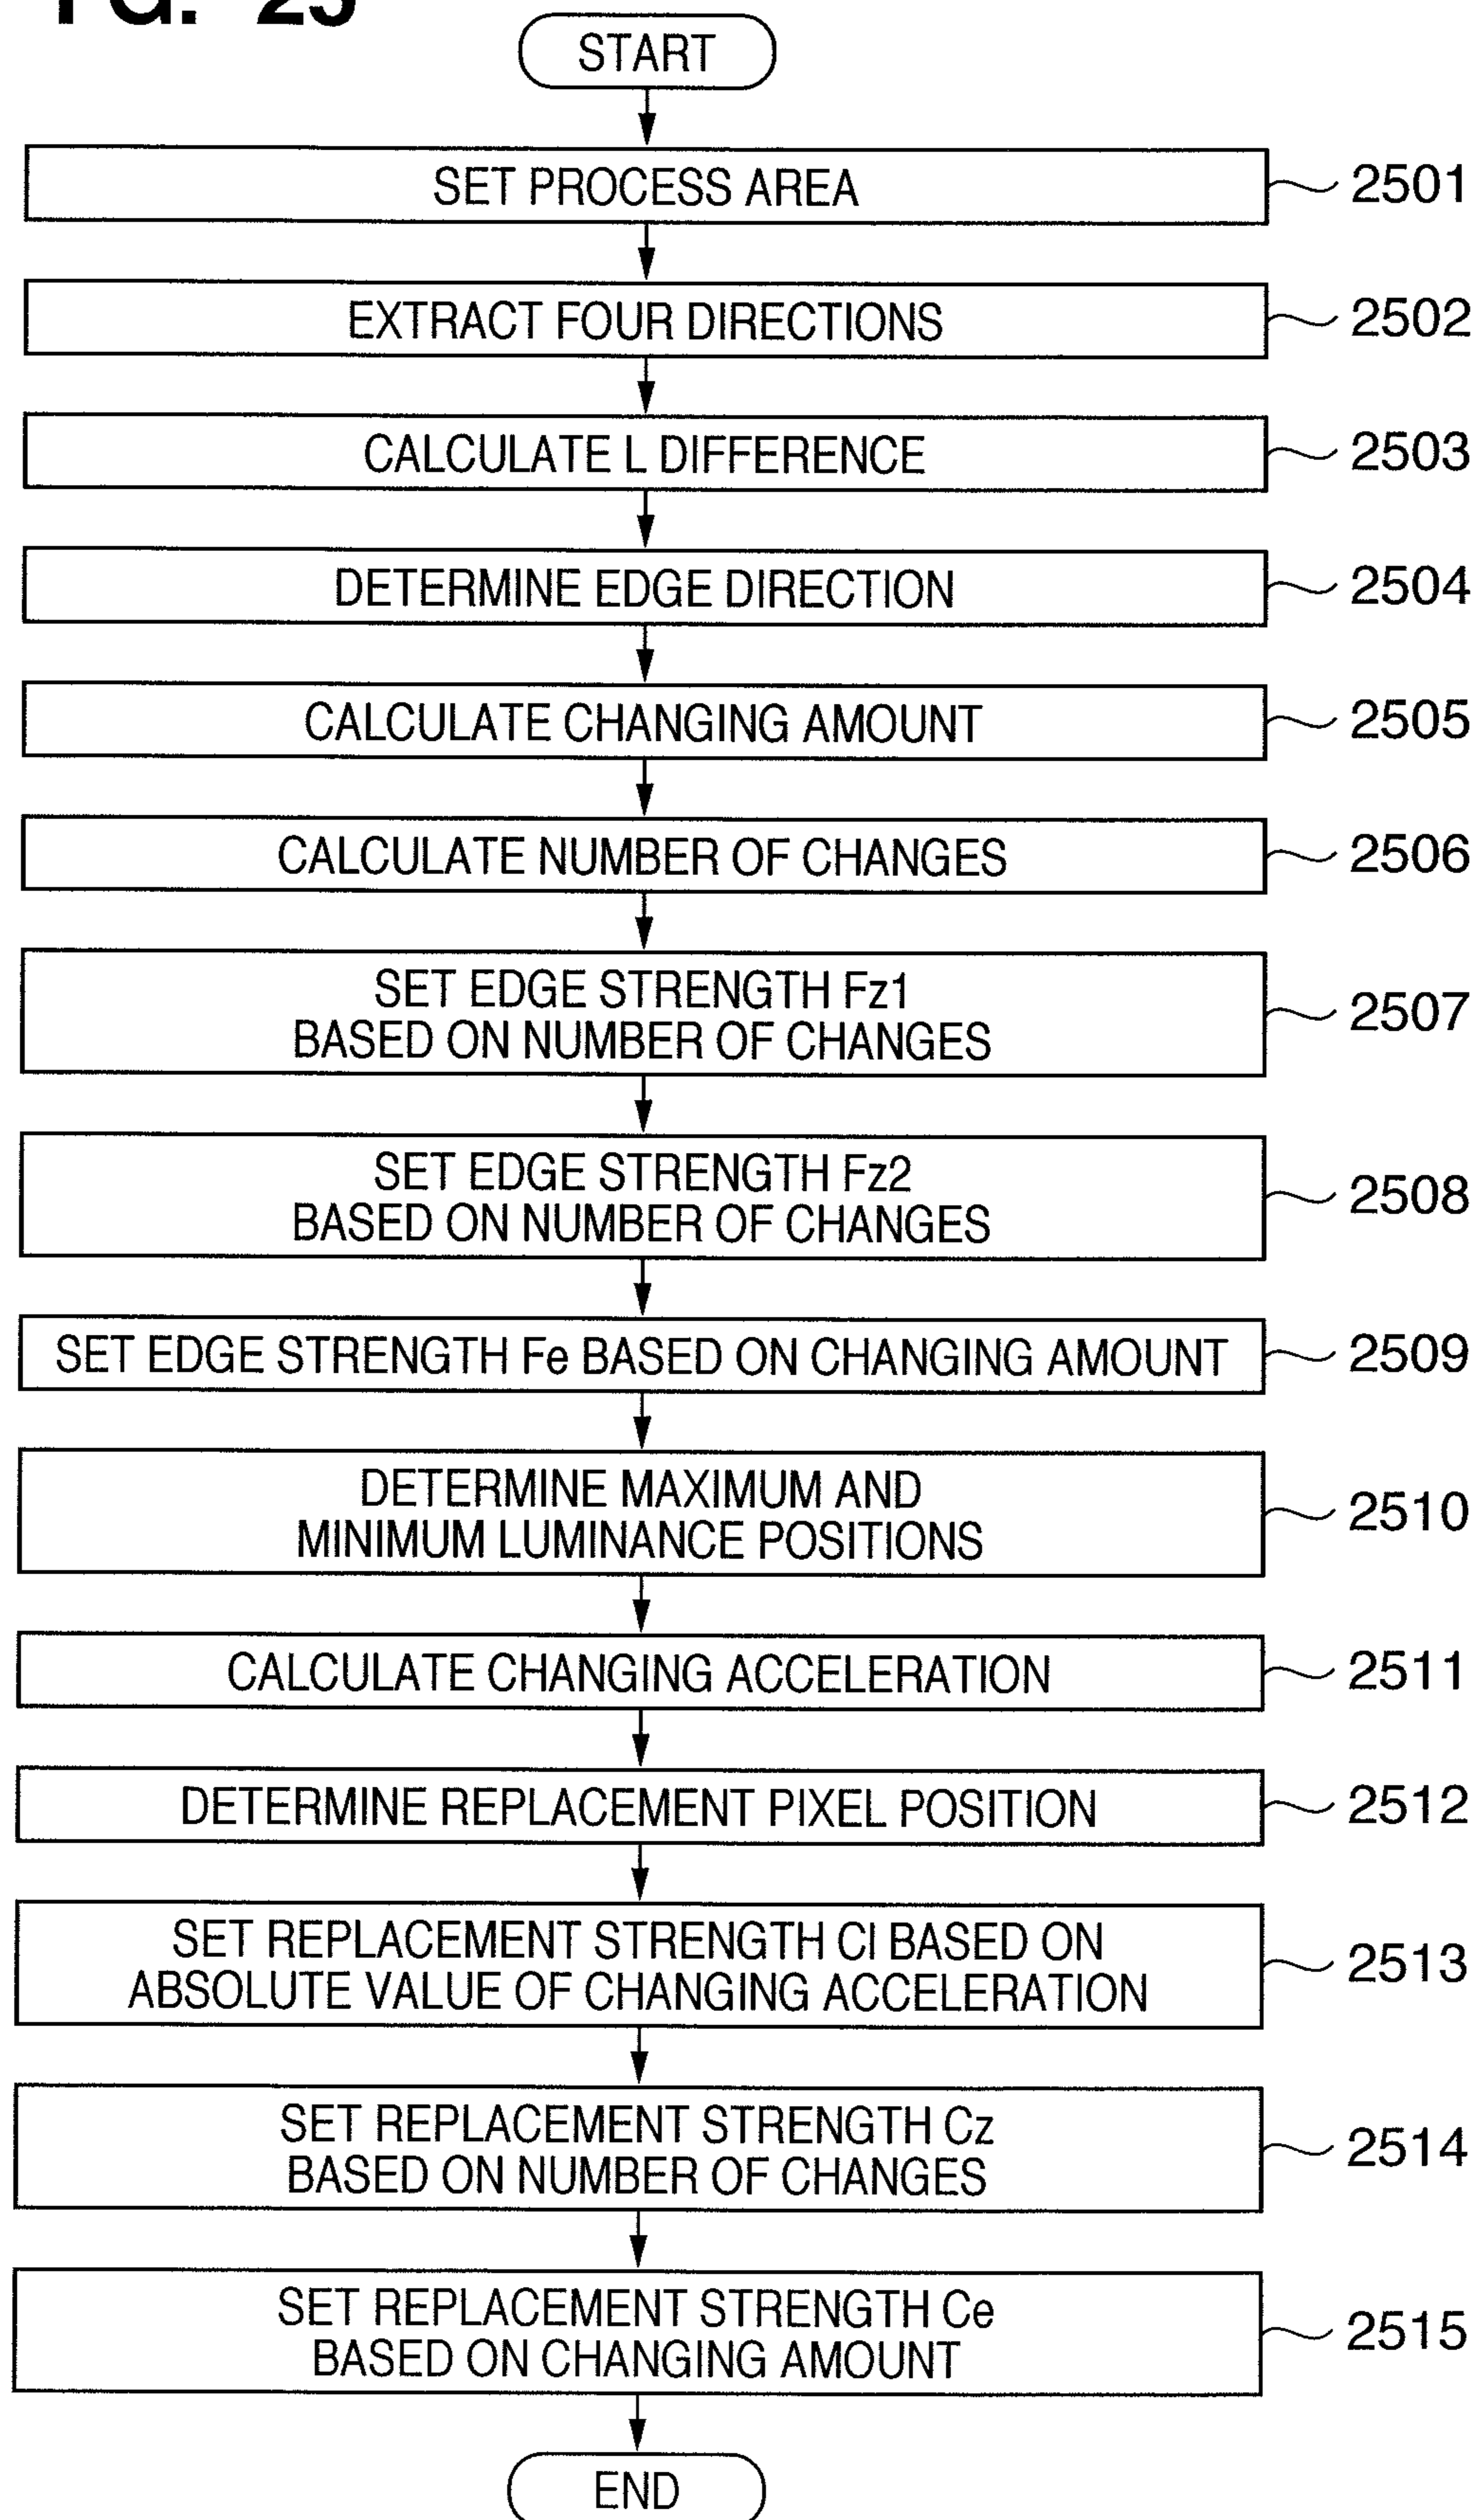 START
SET PROCESS AREA
2501
EXTRACT FOUR DIRECTIONS
2502
CALCULATE L DIFFERENCE
2503
DETERMINE EDGE DIRECTION
2504
CALCULATE CHANGING AMOUNT
2505
CALCULATE NUMBER OF CHANGES
2506
SET EDGE STRENGTH Fz1
BASED ON NUMBER OF CHANGES
2507
SET EDGE STRENGTH Fz2
BASED ON NUMBER OF CHANGES
2508
SET EDGE STRENGTH Fe BASED ON CHANGING AMOUNT
2509
DETERMINE MAXIMUM AND
MINIMUM LUMINANCE POSITIONS
2510
CALCULATE CHANGING ACCELERATION
2511
DETERMINE REPLACEMENT PIXEL POSITION
2512
SET REPLACEMENT STRENGTH Cl BASED ON
ABSOLUTE VALUE OF CHANGING ACCELERATION
2513
SET REPLACEMENT STRENGTH Cz
BASED ON NUMBER OF CHANGES
2514
SET REPLACEMENT STRENGTH Ce
BASED ON CHANGING AMOUNT
2515
END